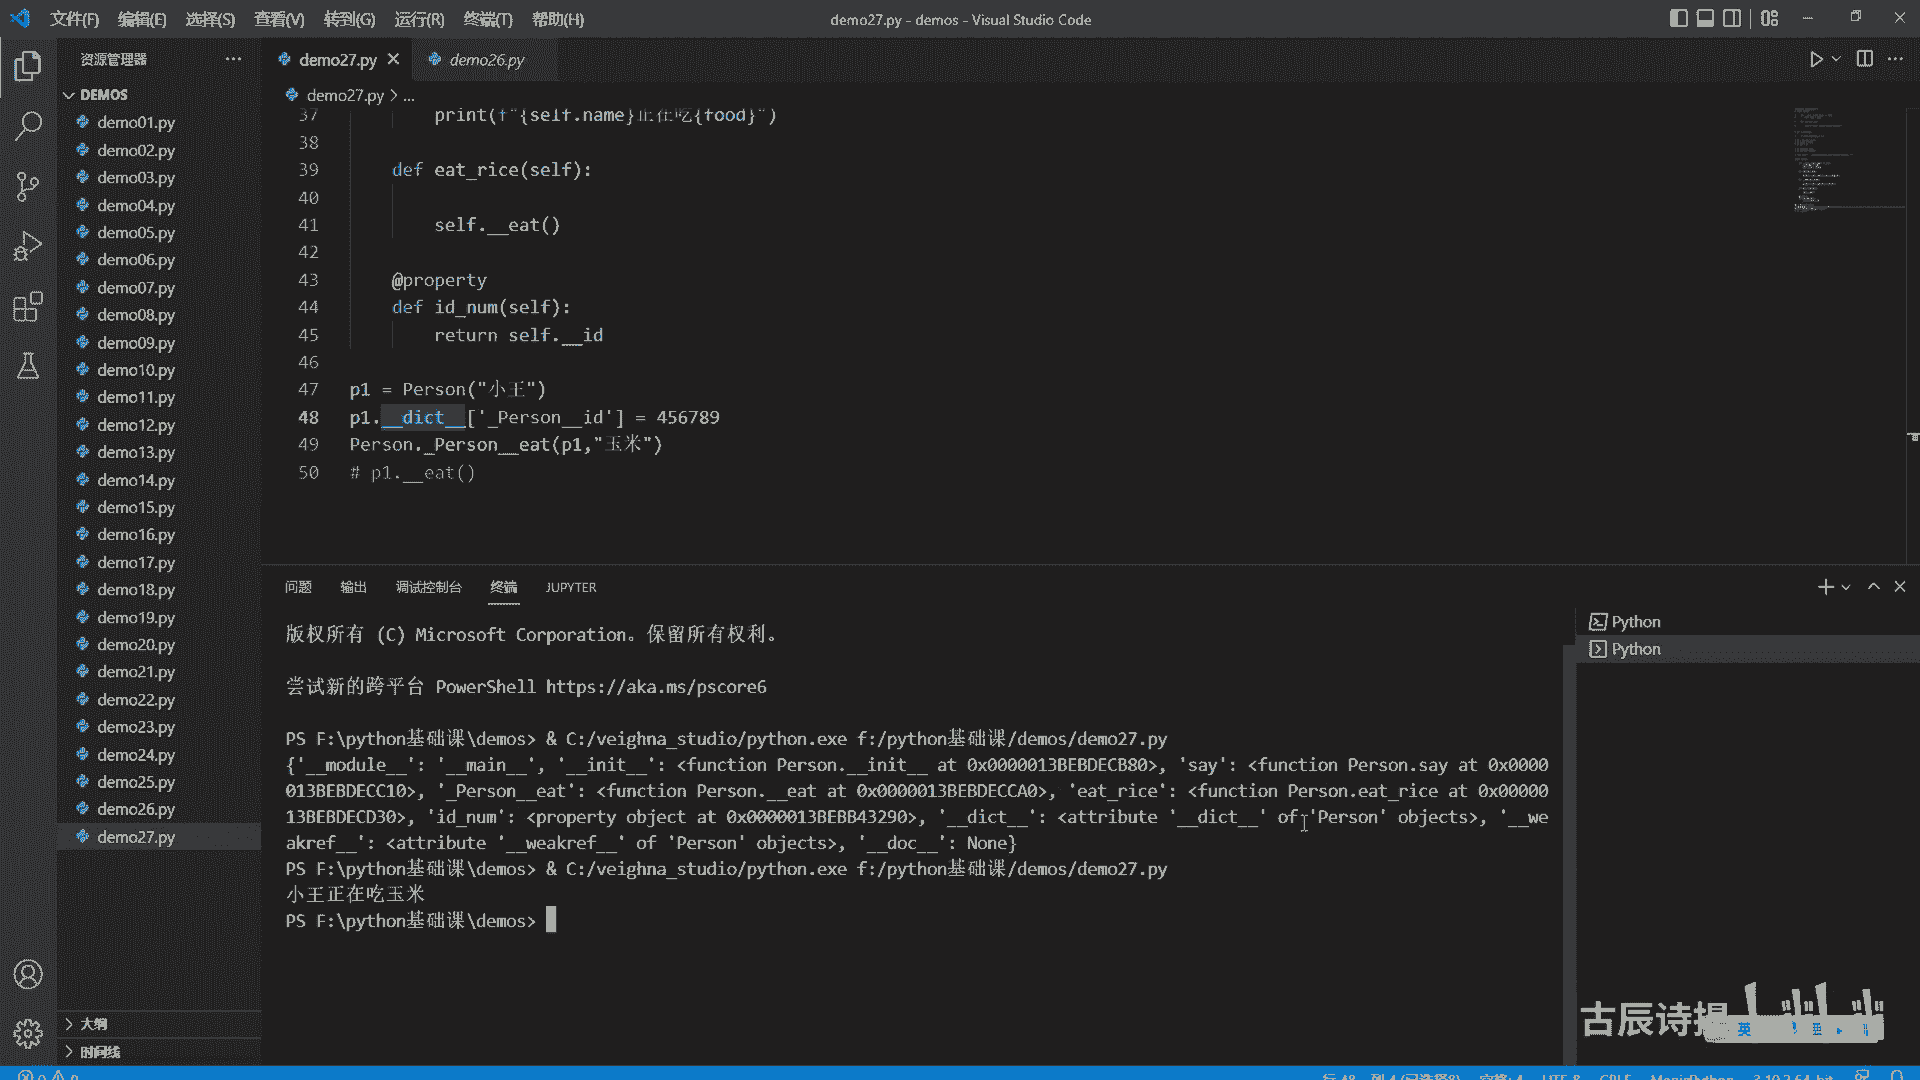 文件(F) 编辑(E) 选择(S) 查看(V) 转到(G) 运行(R) 终端(T) 帮助(H)
demo27.py - demos - Visual Studio Code
资源管理器
DEMOS
demo01.py
demo02.py
demo03.py
demo04.py
demo05.py
demo06.py
demo07.py
demo08.py
demo09.py
demo10.py
demo11.py
demo12.py
demo13.py
demo14.py
demo15.py
demo16.py
demo17.py
demo18.py
demo19.py
demo20.py
demo21.py
demo22.py
demo23.py
demo24.py
demo25.py
demo26.py
demo27.py
大纲
时间线
demo27.py demo26.py
demo27.py > ...
37 print(f"{self.name}正在吃{food}")
38
39 def eat_rice(self):
40
41 self.__eat()
42
43 @property
44 def id_num(self):
45 return self.__id
46
47 p1 = Person("小王")
48 p1.__dict__['_Person__id'] = 456789
49 Person._Person__eat(p1,"玉米")
50 # p1.__eat()
问题 输出 调试控制台 终端 JUPYTER
版权所有 (C) Microsoft Corporation。保留所有权利。
尝试新的跨平台 PowerShell https://aka.ms/pscore6
PS F:\python基础课\demos> & C:/veighna_studio/python.exe f:/python基础课/demos/demo27.py
{'__module__': '__main__', '__init__': <function Person.__init__ at 0x0000013BEBDECB80>, 'say': <function Person.say at 0x0000
013BEBDECC10>, '_Person__eat': <function Person.__eat at 0x0000013BEBDECCA0>, 'eat_rice': <function Person.eat_rice at 0x00000
13BEBDECD30>, 'id_num': <property object at 0x0000013BEBB43290>, '__dict__': <attribute '__dict__' of 'Person' objects>, '__we
akref__': <attribute '__weakref__' of 'Person' objects>, '__doc__': None}
PS F:\python基础课\demos> & C:/veighna_studio/python.exe f:/python基础课/demos/demo27.py
小王正在吃玉米
PS F:\python基础课\demos>
Python
Python
古辰诗
英